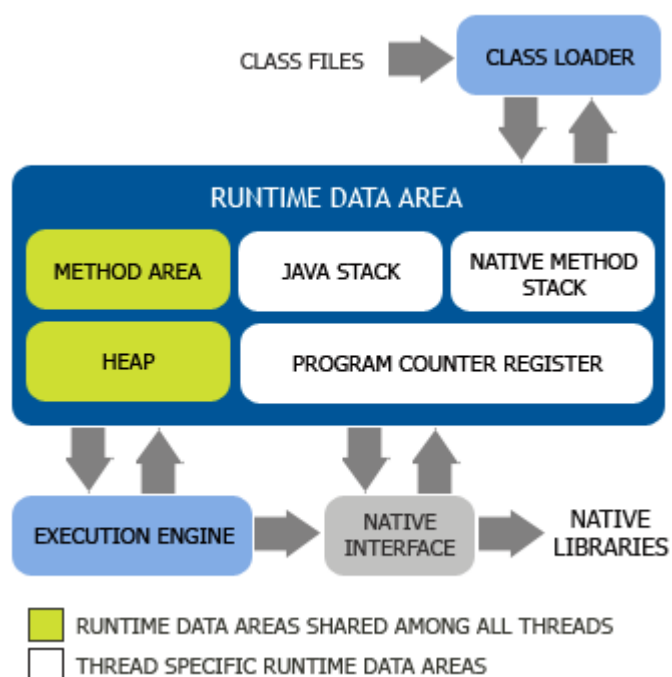 CLASS FILES
CLASS LOADER
RUNTIME DATA AREA
METHOD AREA
JAVA STACK
NATIVE METHOD
STACK
HEAP
PROGRAM COUNTER REGISTER
EXECUTION ENGINE
NATIVE
INTERFACE
NATIVE
LIBRARIES
RUNTIME DATA AREAS SHARED AMONG ALL THREADS
THREAD SPECIFIC RUNTIME DATA AREAS